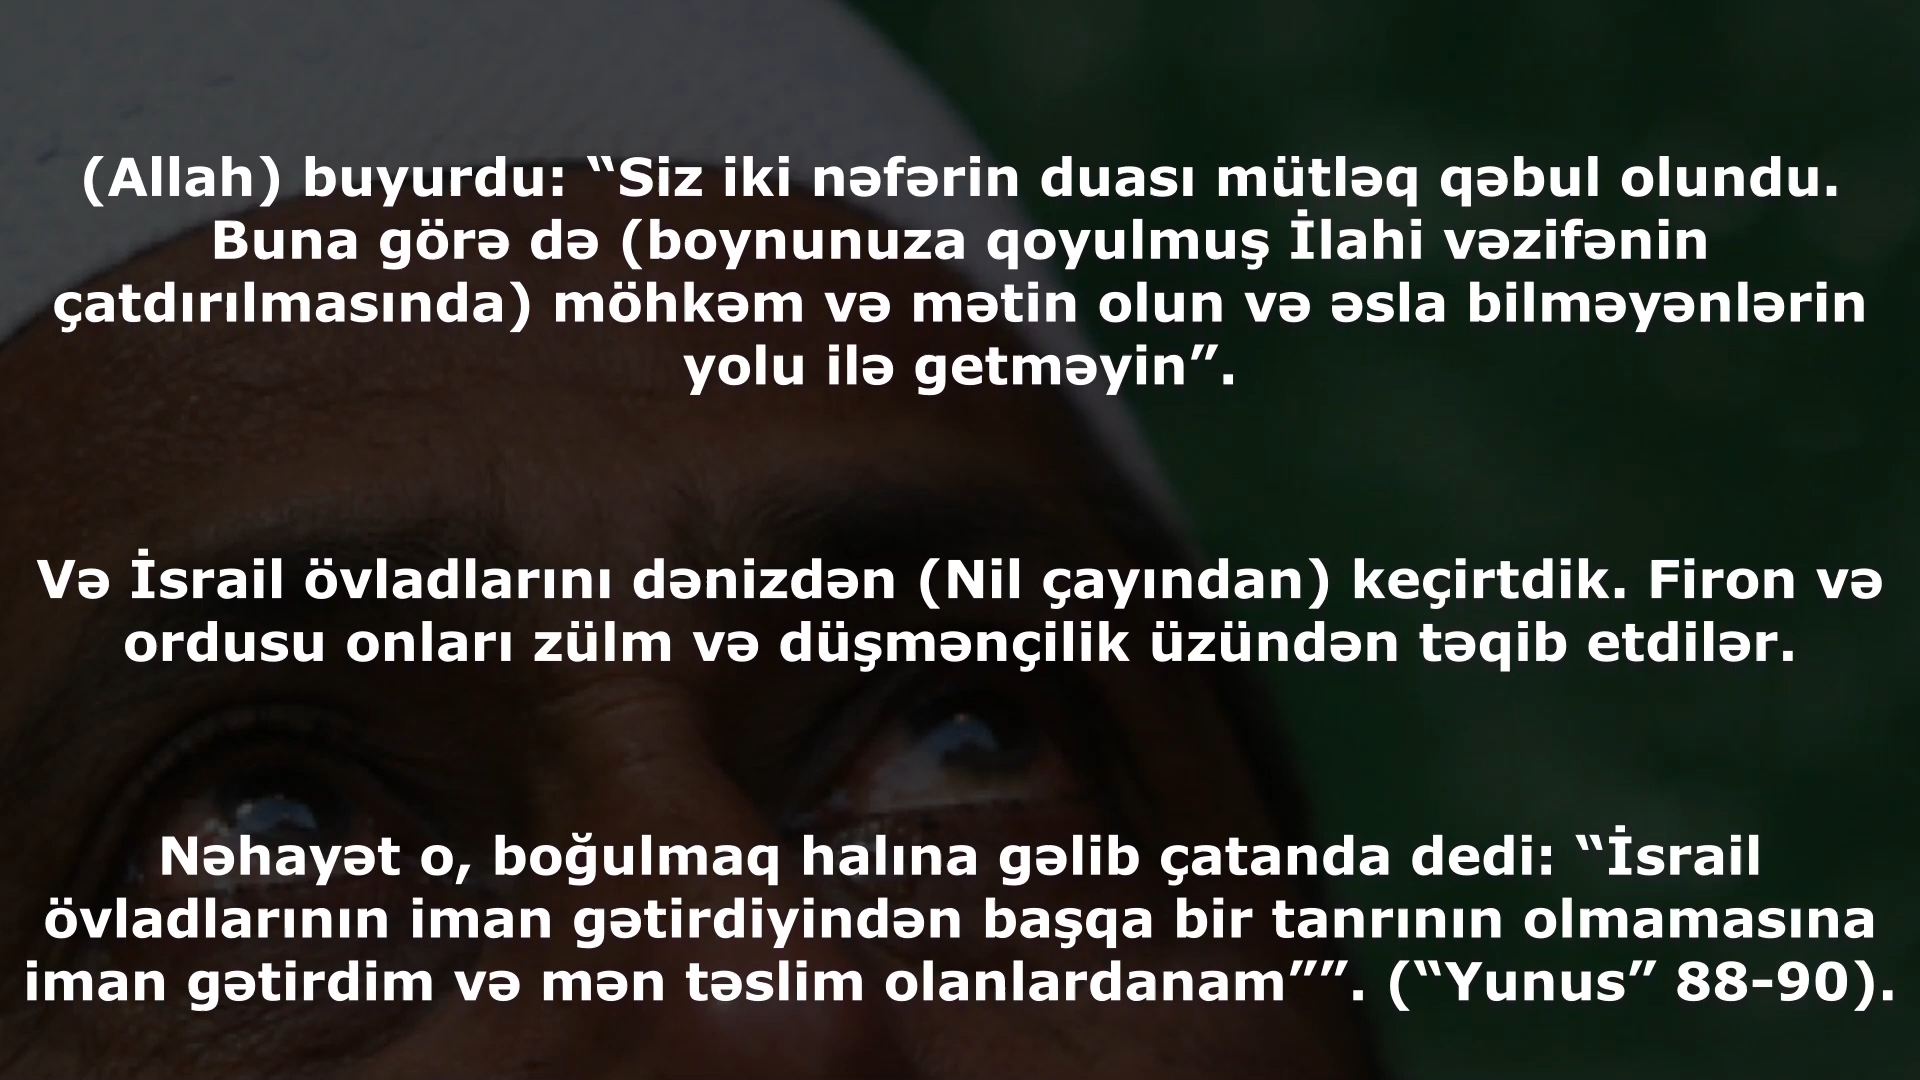 (Allah) buyurdu: “Siz iki nəfərin duası mütləq qəbul olundu.
Buna görə də (boynunuza qoyulmuş İlahi vəzifənin
çatdırılmasında) möhkəm və mətin olun və əsla bilməyənlərin
yolu ilə getməyin”.
Və İsrail övladlarını dənizdən (Nil çayından) keçirtdik. Firon və
ordusu onları zülm və düşmənçilik üzündən təqib etdilər.
Nəhayət o, boğulmaq halına gəlib çatanda dedi: “İsrail
övladlarının iman gətirdiyindən başqa bir tanrının olmamasına
iman gətirdim və mən təslim olanlardanam””. (“Yunus” 88-90).